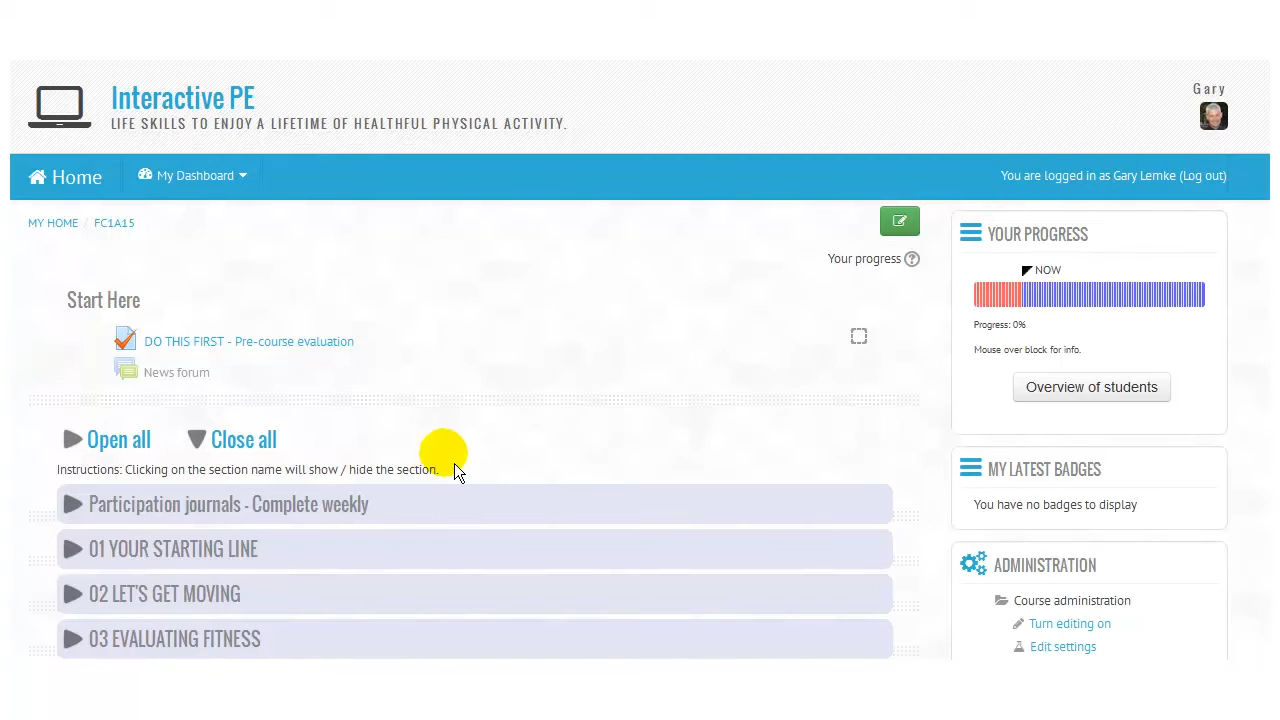 Interactive PE
LIFE SKILLS TO ENJOY A LIFETIME OF HEALTHFUL PHYSICAL ACTIVITY.
Gary
Home
My Dashboard
You are logged in as Gary Lemke (Log out)
MY HOME / FC1A15
Your progress ?
Start Here
DO THIS FIRST - Pre-course evaluation
News forum
Open all
Close all
Instructions: Clicking on the section name will show / hide the section.
Participation journals - Complete weekly
01 YOUR STARTING LINE
02 LET'S GET MOVING
03 EVALUATING FITNESS
YOUR PROGRESS
NOW
Progress: 0%
Mouse over block for info.
Overview of students
MY LATEST BADGES
You have no badges to display
ADMINISTRATION
Course administration
Turn editing on
Edit settings